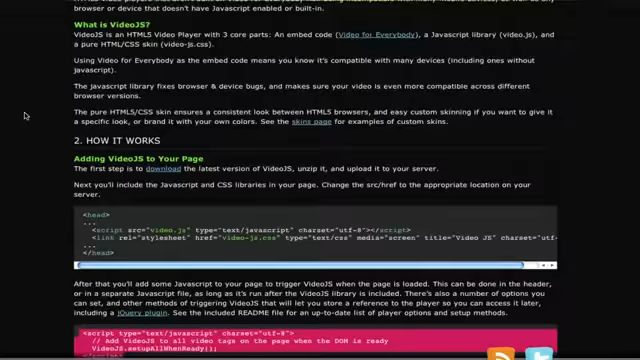 browser or device that doesn't have Javascript enabled or built-in.
What is VideoJS?
VideoJS is an HTML5 Video Player with 3 core parts: An embed code (Video for Everybody), a Javascript library (video.js), and
a pure HTML/CSS skin (video-js.css).
Using Video for Everybody as the embed code means you know it's compatible with many devices (including ones without
javascript).
The javascript library fixes browser & device bugs, and makes sure your video is even more compatible across different
browser versions.
The pure HTML5/CSS skin ensures a consistent look between HTML5 browsers, and easy custom skinning if you want to give it
a specific look, or brand it with your own colors. See the skins page for examples of custom skins.
2. HOW IT WORKS
Adding VideoJS to Your Page
The first step is to download the latest version of VideoJS, unzip it, and upload it to your server.
Next you'll include the Javascript and CSS libraries in your page. Change the src/href to the appropriate location on your
server.
<head>
...
<script src="video.js" type="text/javascript" charset="utf-8"></script>
<link rel="stylesheet" href="video-js.css" type="text/css" media="screen" title="Video JS" charset="utf-
...
</head>
After that you'll add some Javascript to your page to trigger VideoJS when the page is loaded. This can be done in the header,
or in a separate Javascript file, as long as it's run after the VideoJS library is included. There's also a number of options you
can set, and other methods of triggering VideoJS that will let you store a reference to the player so you can access it later,
including a jQuery plugin. See the included README file for an up-to-date list of player options and setup methods.
<script type="text/javascript" charset="utf-8">
// Add VideoJS to all video tags on the page when the DOM is ready
VideoJS.setupAllWhenReady();